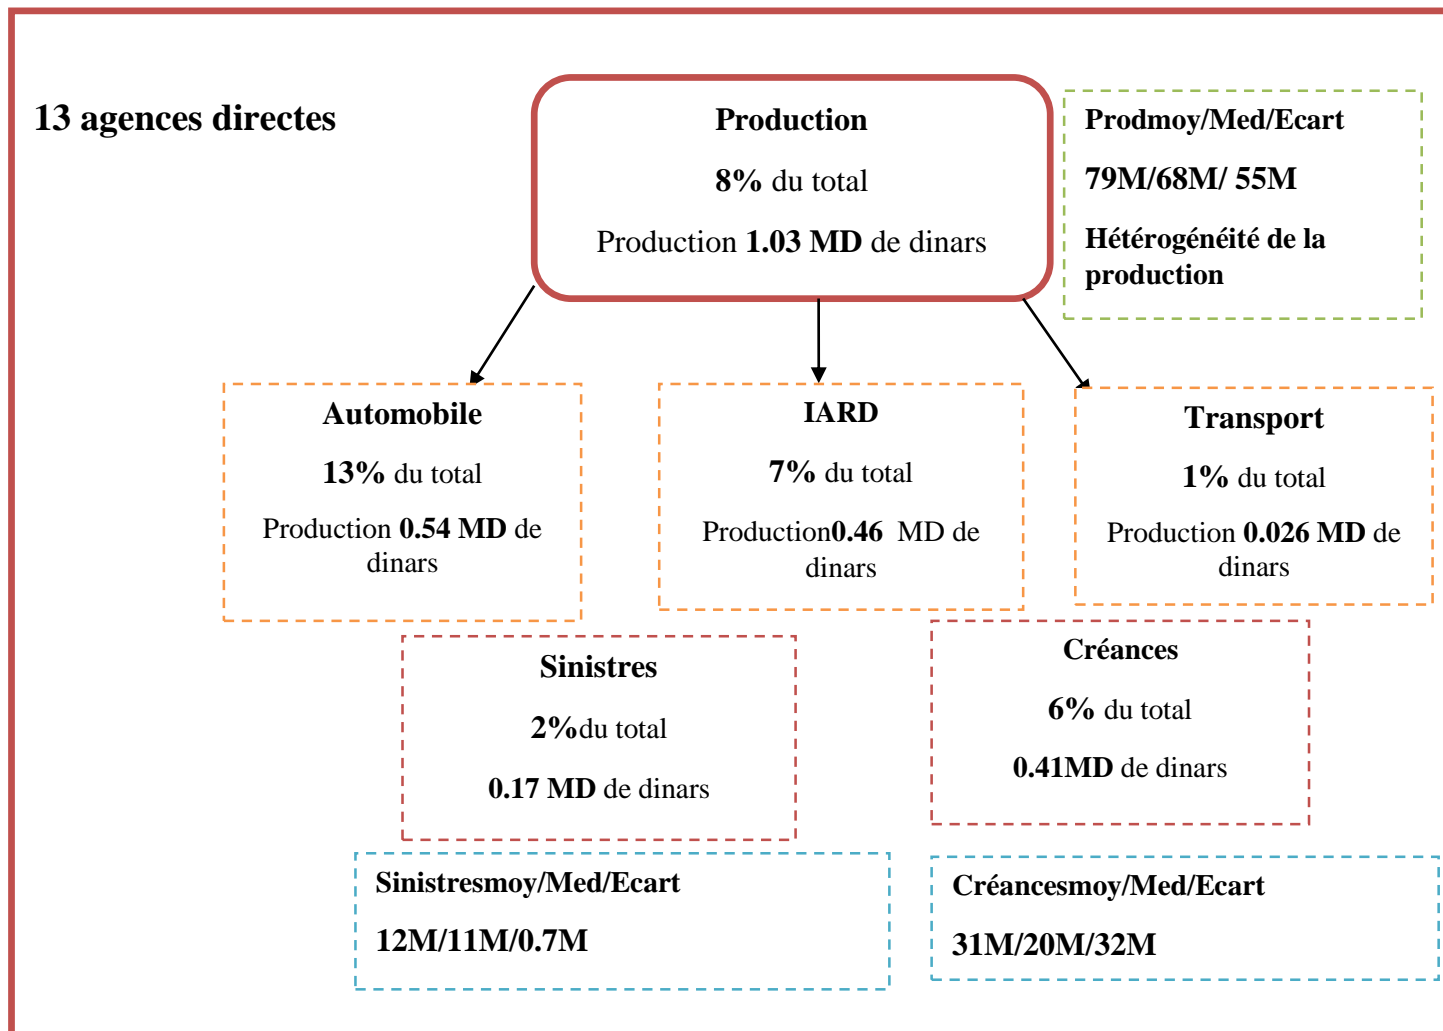 13 agences directes
Production
8% du total
Production 1.03 MD de dinars
Prodmoy/Med/Ecart
79M/68M/ 55M
Hétérogénéité de la
production
Automobile
13% du total
Production 0.54 MD de
dinars
IARD
7% du total
Production0.46  MD de
dinars
Transport
1% du total
Production 0.026 MD de
dinars
Sinistres
2%du total
0.17 MD de dinars
Créances
6% du total
0.41MD de dinars
Sinistresmoy/Med/Ecart
12M/11M/0.7M
Créancesmoy/Med/Ecart
31M/20M/32M